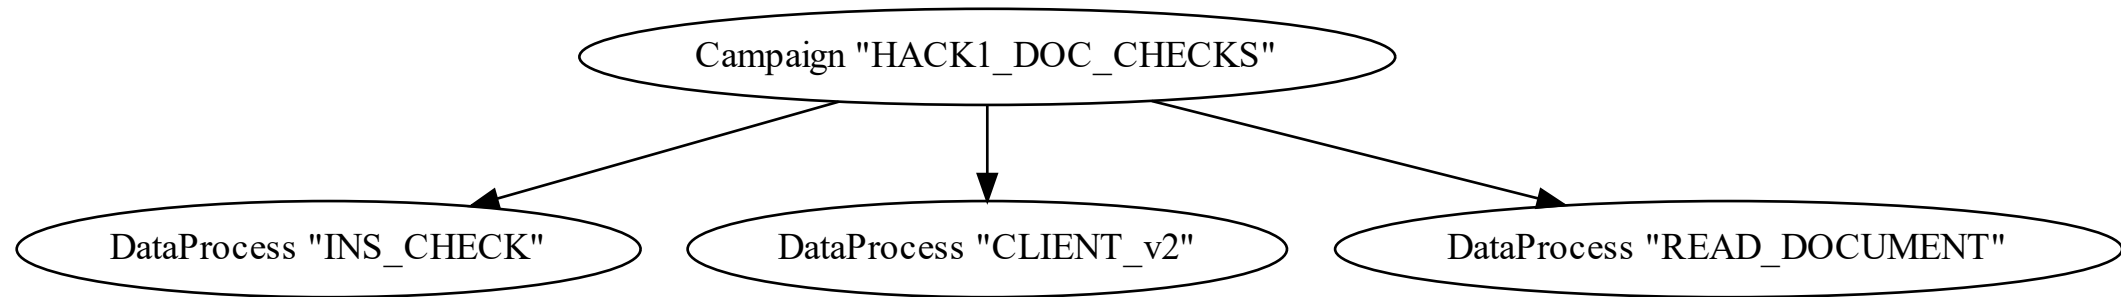 Campaign "HACK1_DOC_CHECKS"
DataProcess "INS_CHECK"
DataProcess "CLIENT_v2"
DataProcess "READ_DOCUMENT"